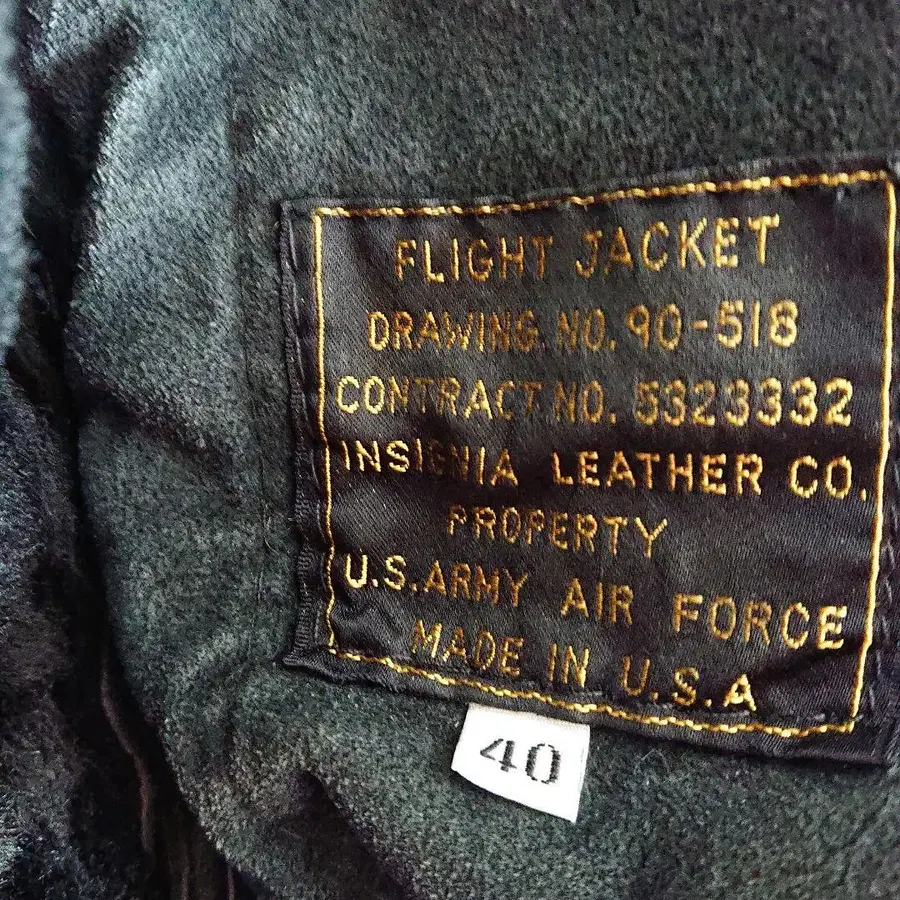 FLIGHT JACKET
DRAWING NO. 90-518
CONTRACT NO. 5323332
INSIGNIA LEATHER CO.
PROPERTY
U.S. ARMY AIR FORCE
MADE IN U.S.A
40